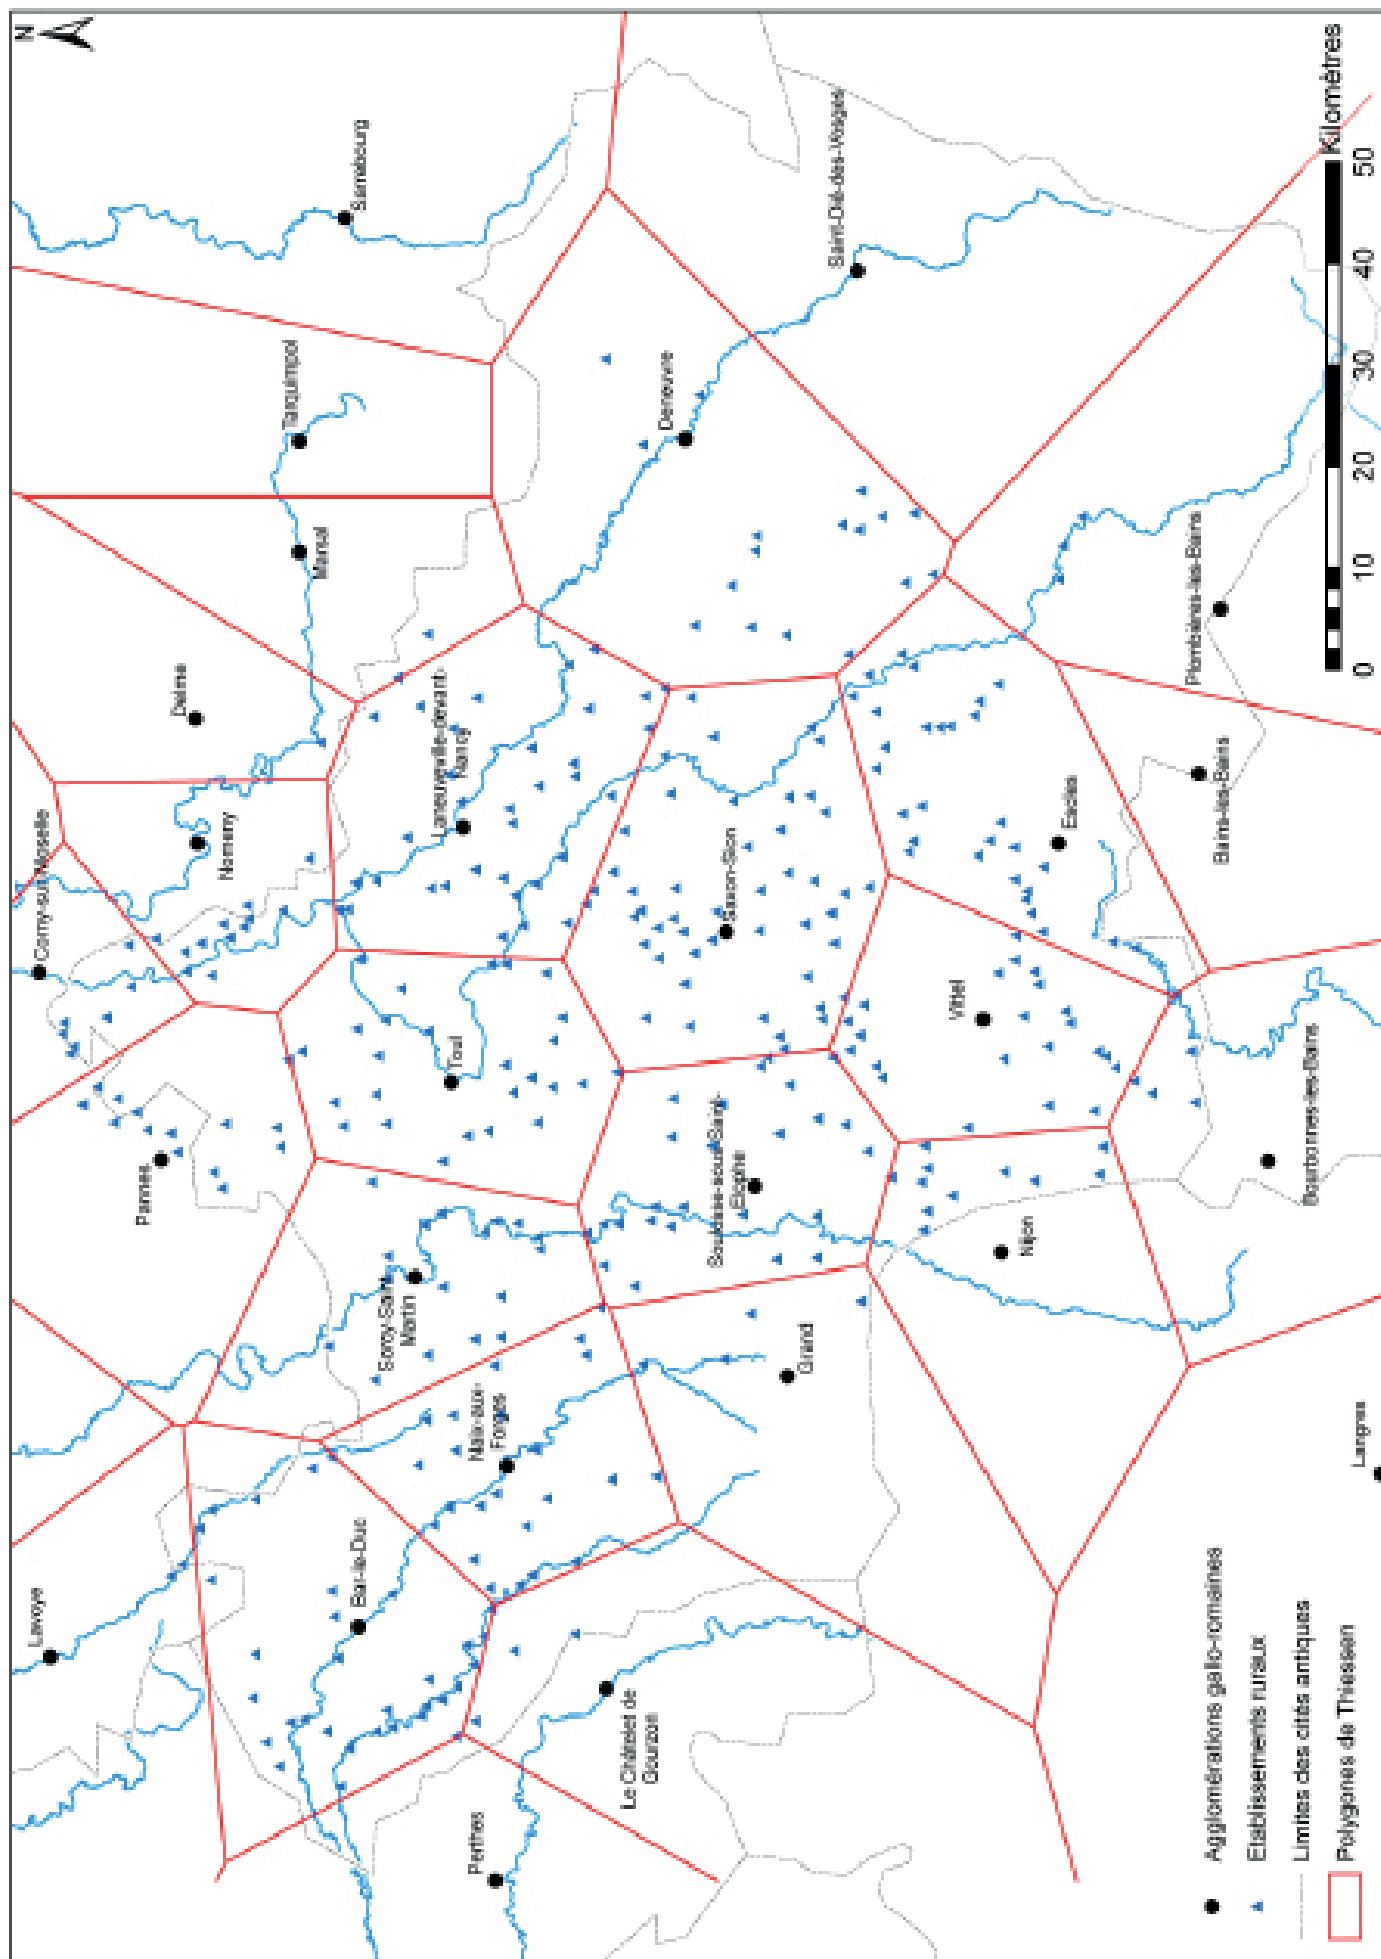 N
Sarrebourg
Tarquimpol
Marsal
Delme
Corny-sur-Moselle
Nomeny
Pannes
Lavoye
Saint-Dié-des-Vosges
Deneuvre
Laneuveville-devant-
Nancy
Toul
Sorcy-Saint-
Martin
Naix-aux-
Forges
Bar-le-Duc
Saxon-Sion
Soulosse-sous-Saint-
Elophe
Grand
Le Châtelet de
Gourzon
Perthes
Plombières-les-Bains
Bains-les-Bains
Escles
Vittel
Nijon
Bourbonnes-les-Bains
Langres
Agglomérations gallo-romaines
Etablissements ruraux
Limites des cités antiques
Polygones de Thiessen
0 10 20 30 40 50
Kilomètres